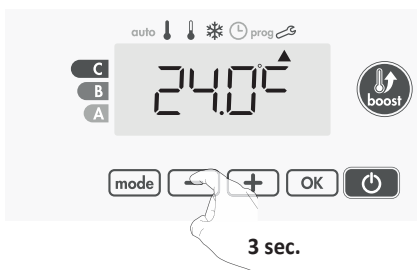 auto prog
C
B
A
24.0°C
boost
mode - + OK
3 sec.